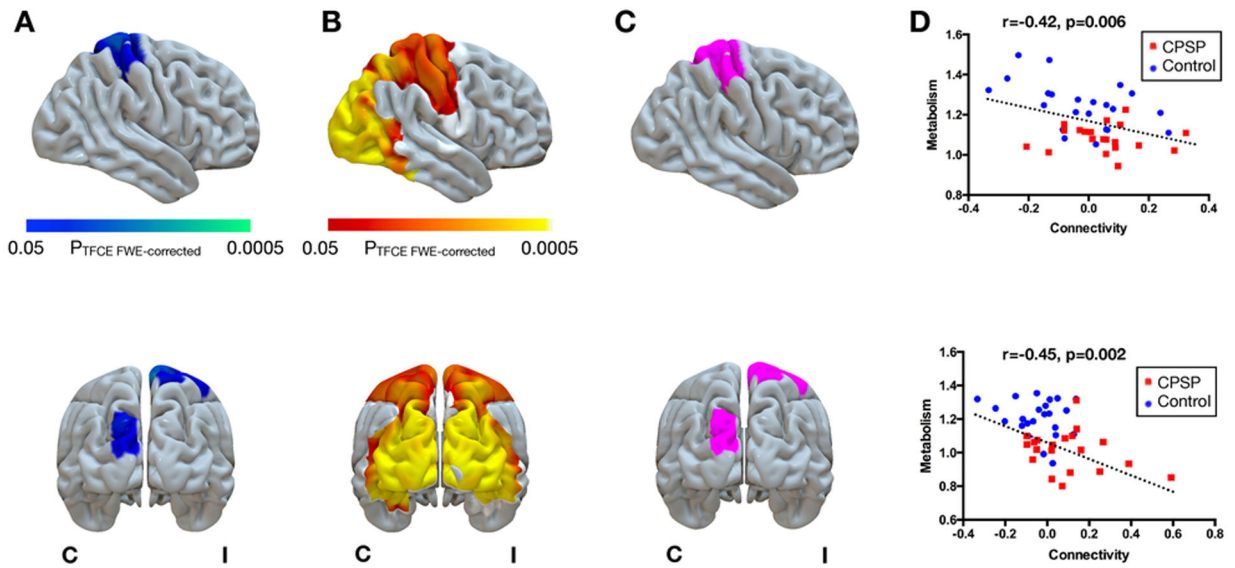 A
B
C
D
r=-0.42, p=0.006
1.6
1.4
1.2
1.0
0.8
Metabolism
CPSP
Control
-0.4
-0.2
0.0
0.2
0.4
Connectivity
0.05
PTFCE FWE-corrected
0.0005
0.05
PTFCE FWE-corrected
0.0005
r=-0.45, p=0.002
1.6
1.4
1.2
1.0
0.8
0.6
Metabolism
CPSP
Control
-0.4
-0.2
0.0
0.2
0.4
0.6
0.8
Connectivity
C
I
C
I
C
I